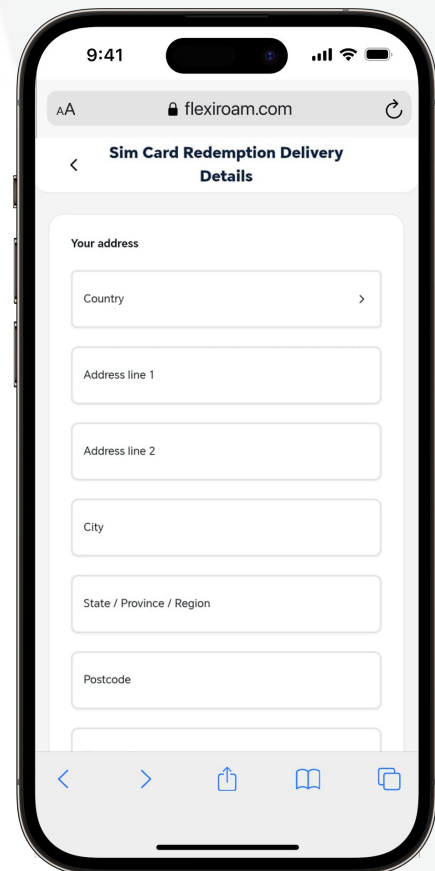 9:41
AA flexiroam.com
Sim Card Redemption Delivery
Details
Your address
Country
Address line 1
Address line 2
City
State / Province / Region
Postcode